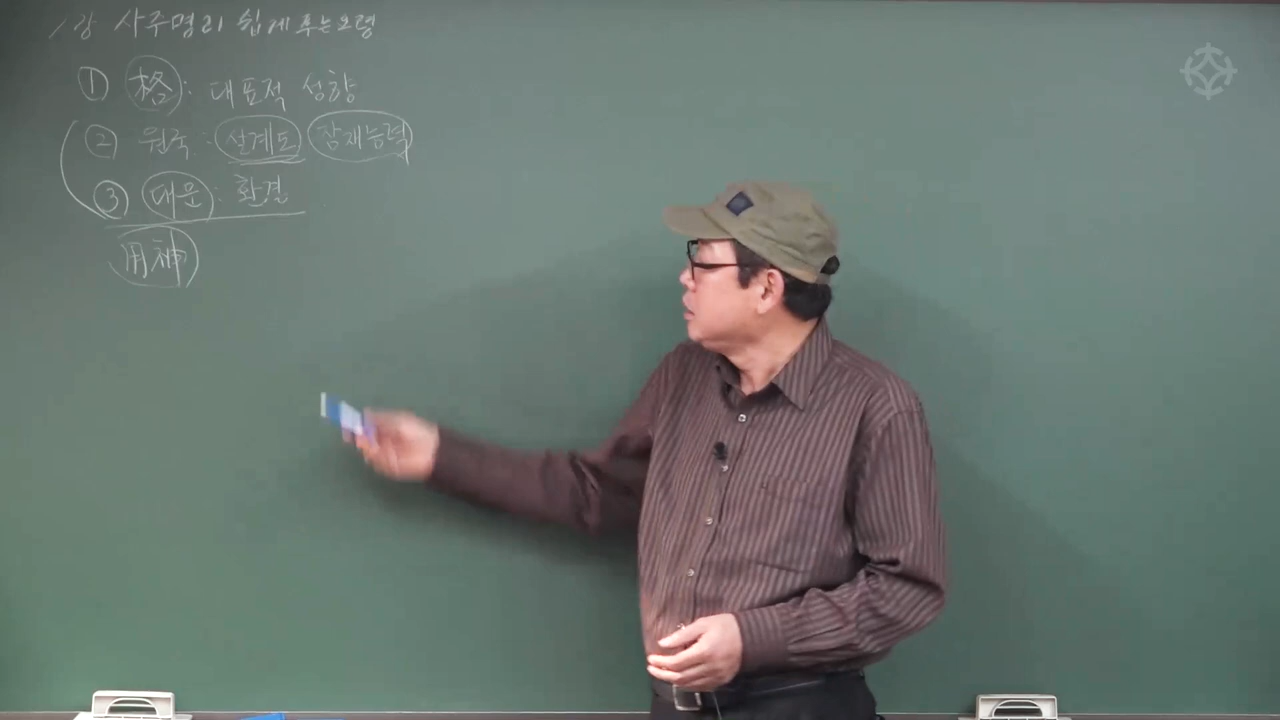 1강 사주명리 쉽게 푸는 요령
① 格: 대표적 성향
② 원국: 설계도 잠재능력
③ 대운: 환결
用神